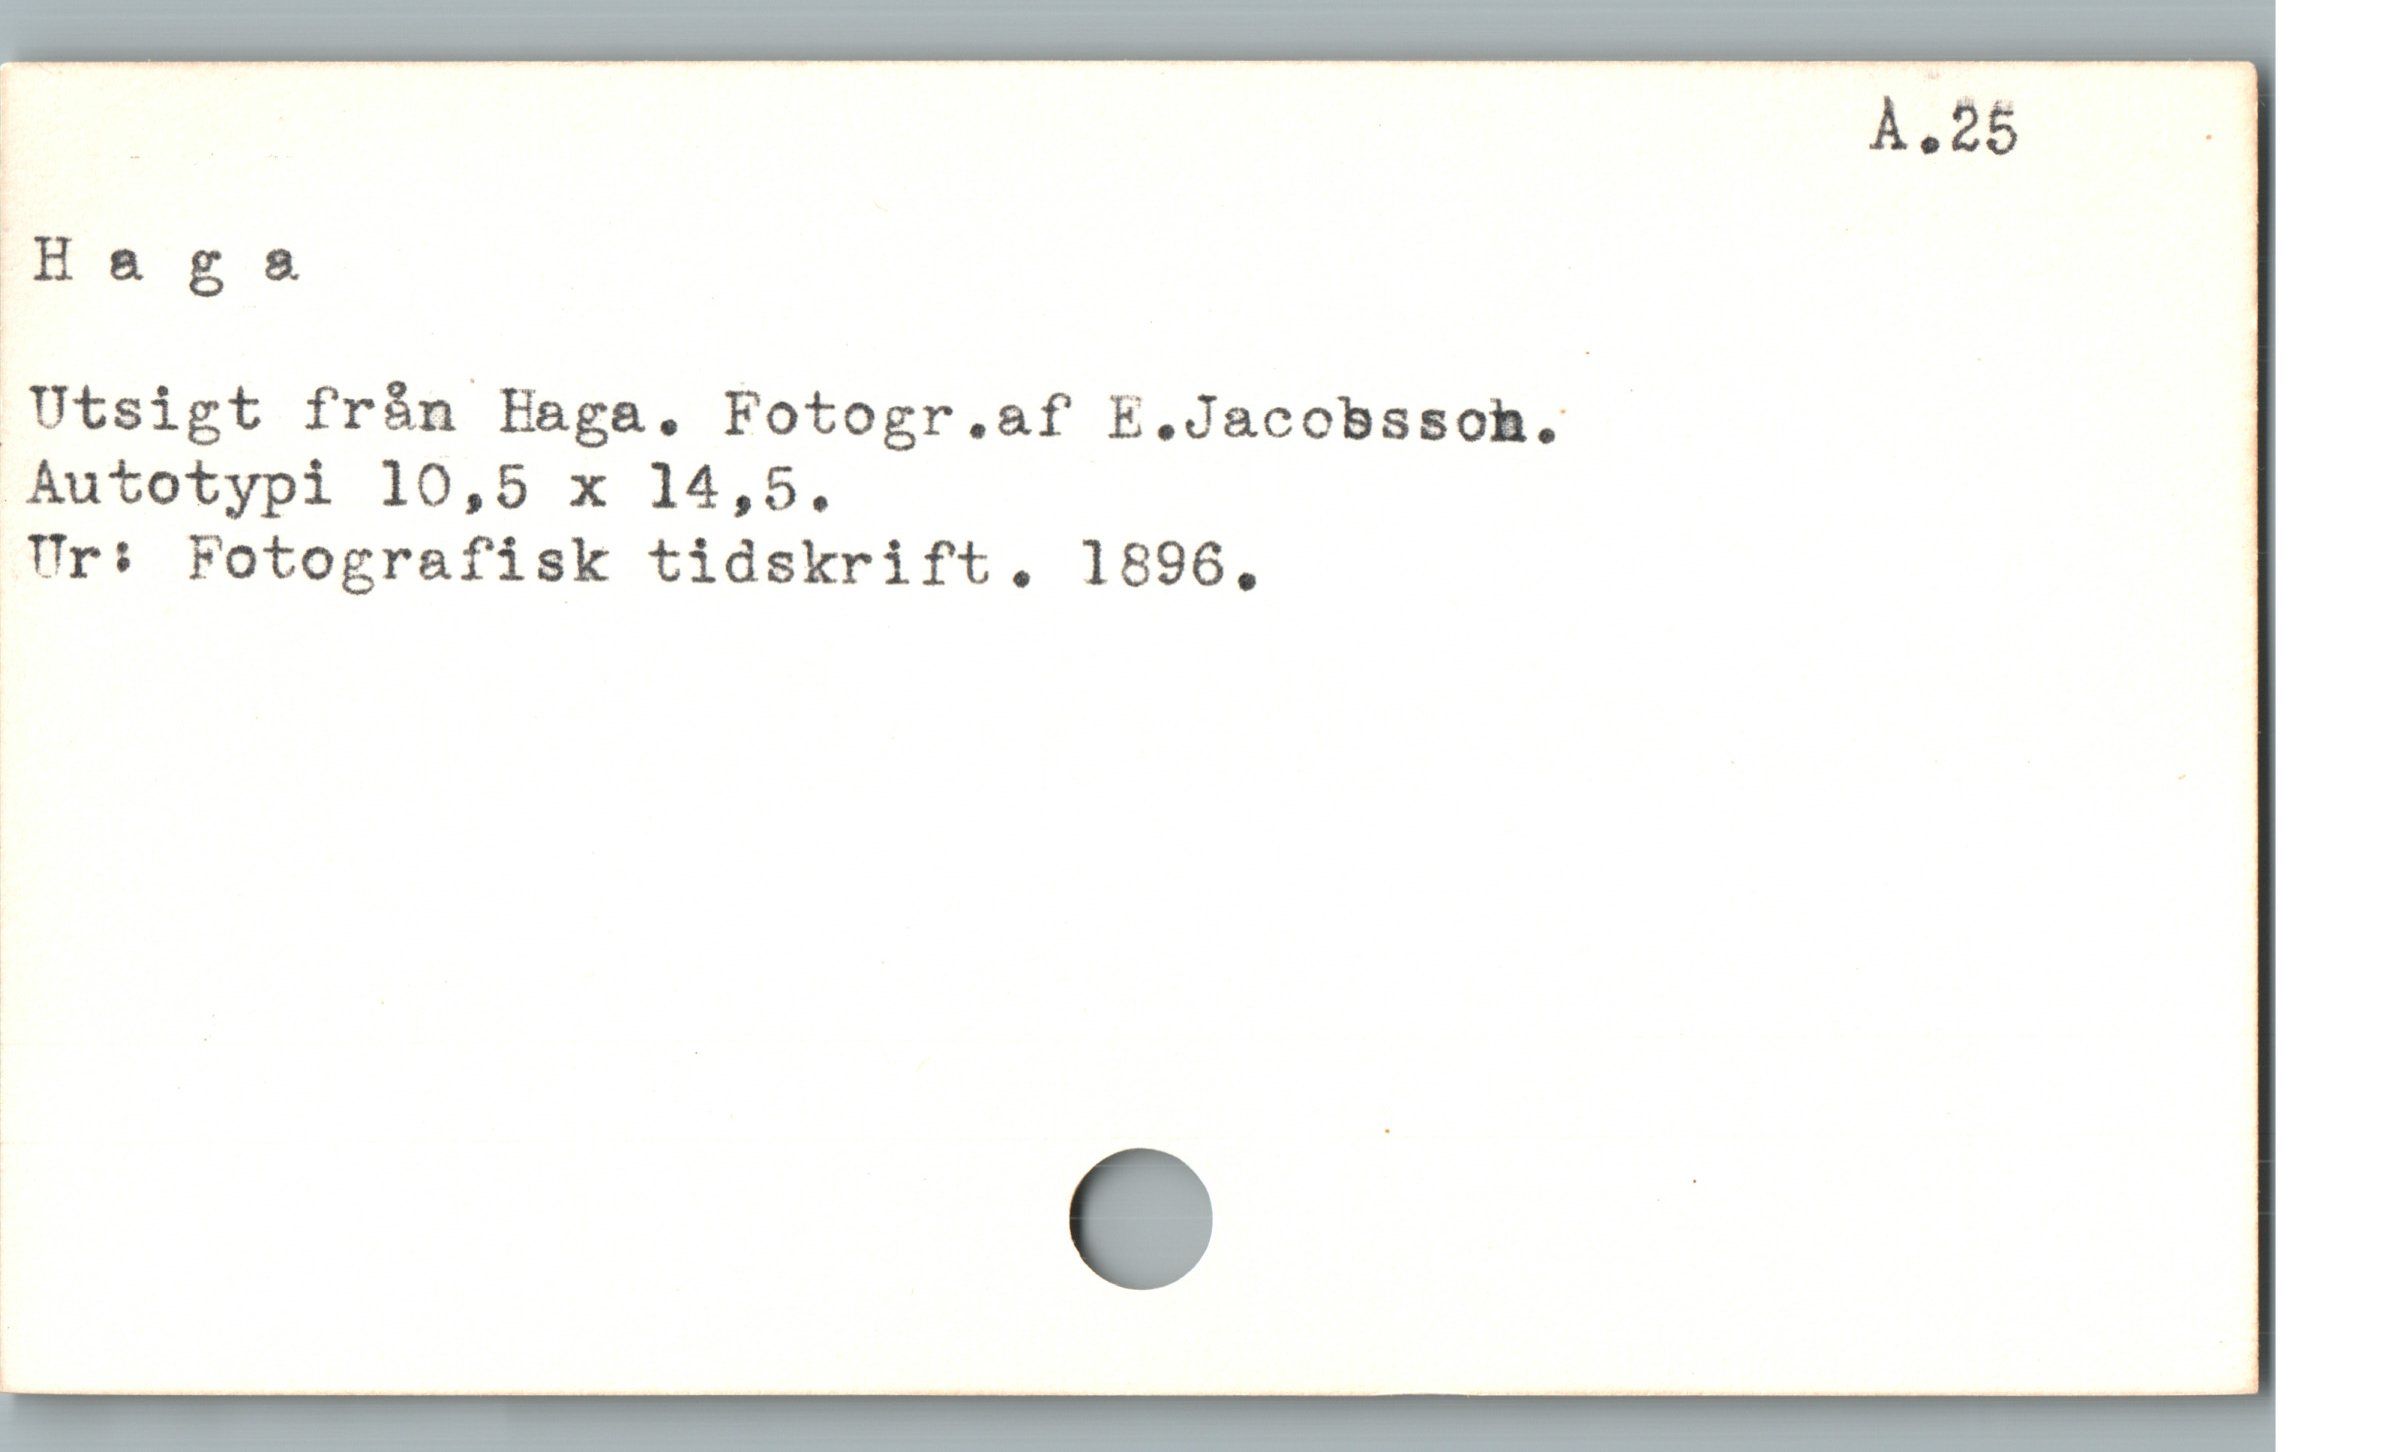 A.25
H a g a
Utsigt från Haga. Fotogr.af E.Jacobsson.
Autotypi 10,5 x 14,5.
Ur: Fotografisk tidskrift. 1896.